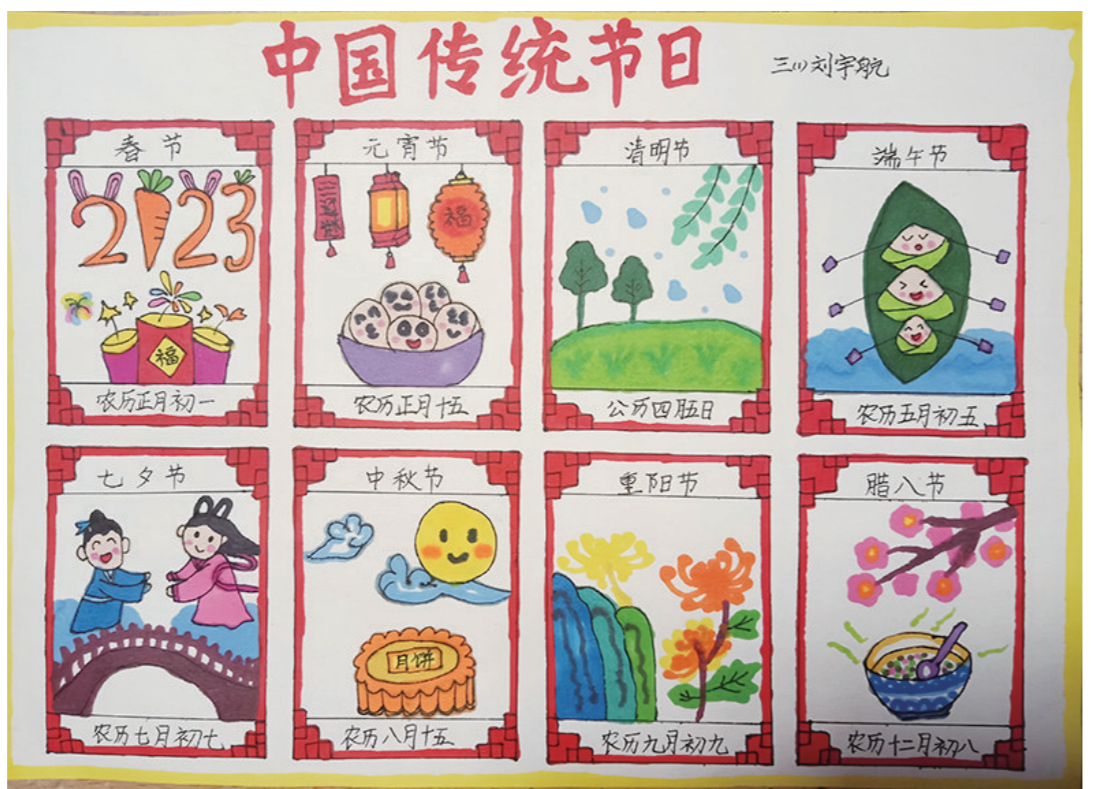 中国传统节日
三(1)刘宇航
春节
2023
福
农历正月初一
元宵节
福
农历正月十五
清明节
公历四月五日
端午节
农历五月初五
七夕节
农历七月初七
中秋节
月饼
农历八月十五
重阳节
农历九月初九
腊八节
农历十二月初八